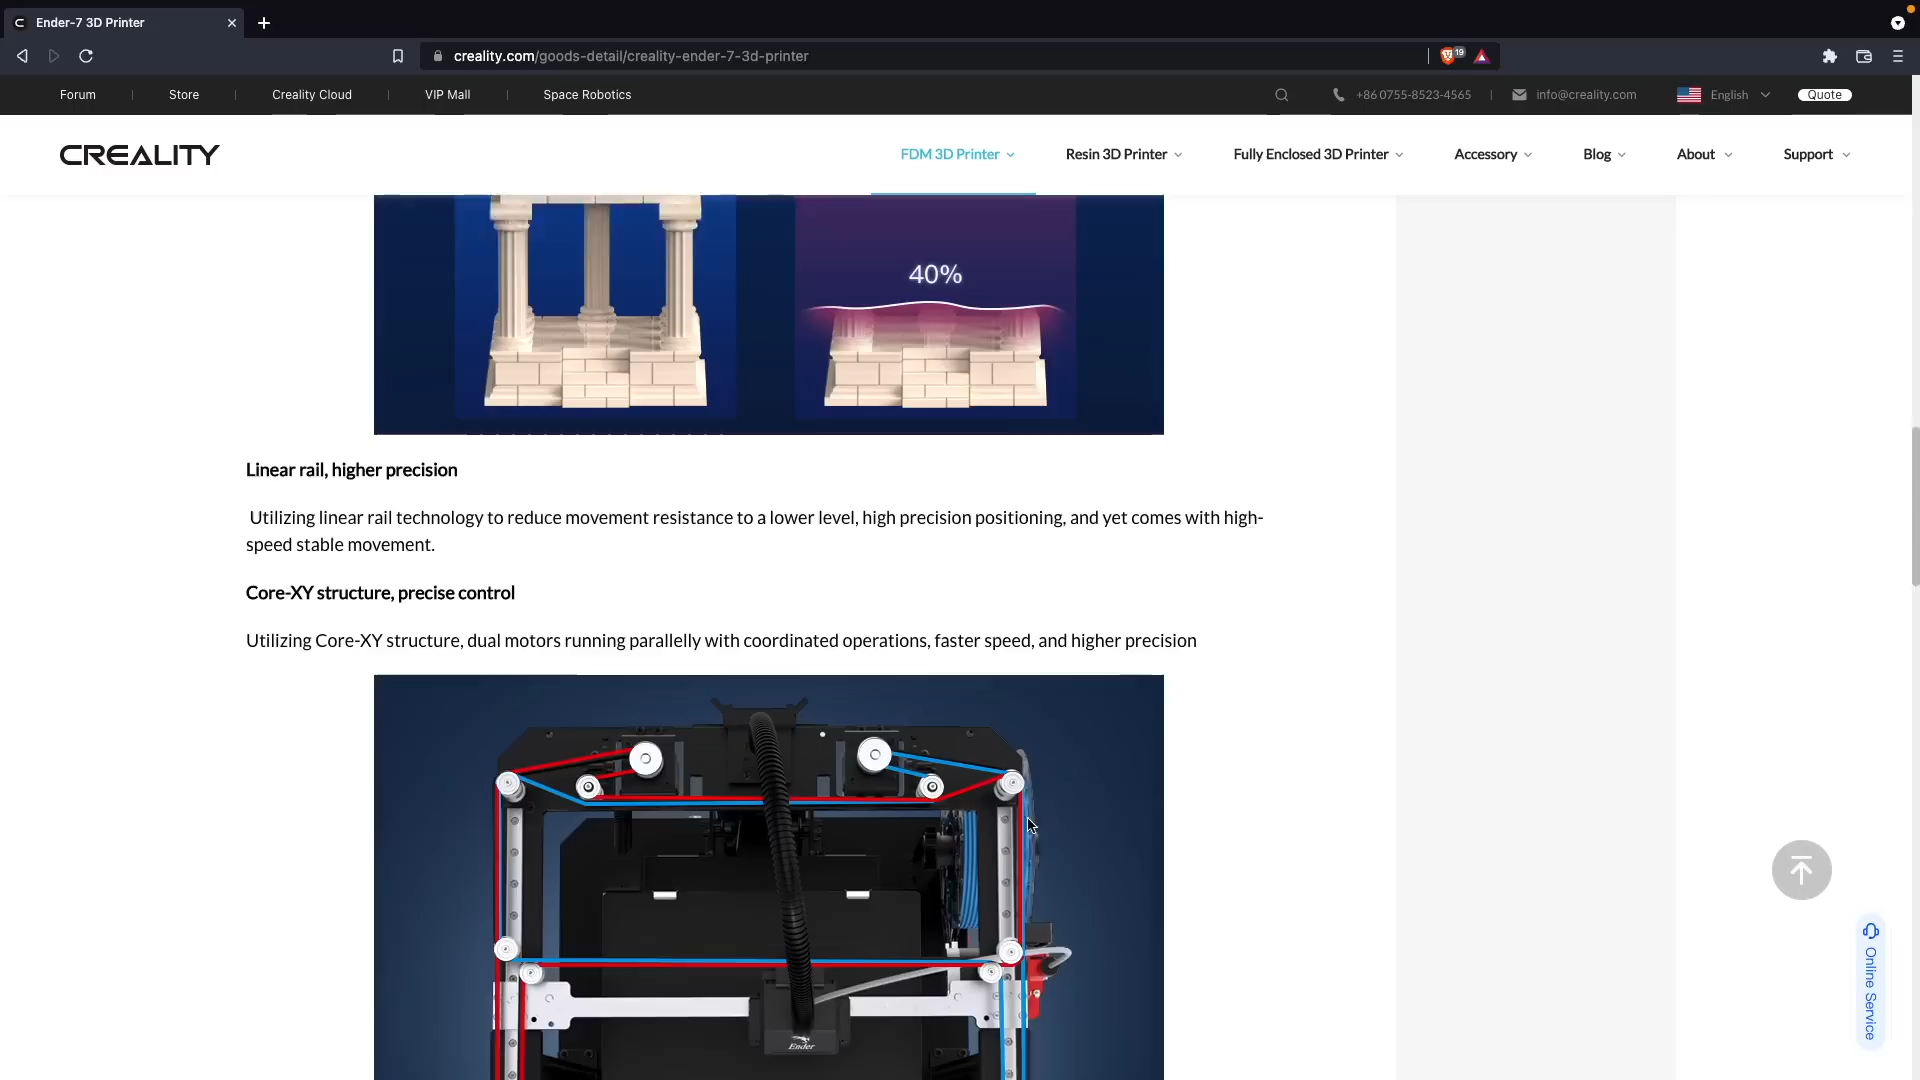 Ender-7 3D Printer
creality.com/goods-detail/creality-ender-7-3d-printer
19
Forum
Store
Creality Cloud
VIP Mall
Space Robotics
+86 0755-8523-4565
info@creality.com
English
Quote
CREALITY
FDM 3D Printer
Resin 3D Printer
Fully Enclosed 3D Printer
Accessory
Blog
About
Support
40%
Linear rail, higher precision
Utilizing linear rail technology to reduce movement resistance to a lower level, high precision positioning, and yet comes with high-
speed stable movement.
Core-XY structure, precise control
Utilizing Core-XY structure, dual motors running parallelly with coordinated operations, faster speed, and higher precision
Ender
Online Service